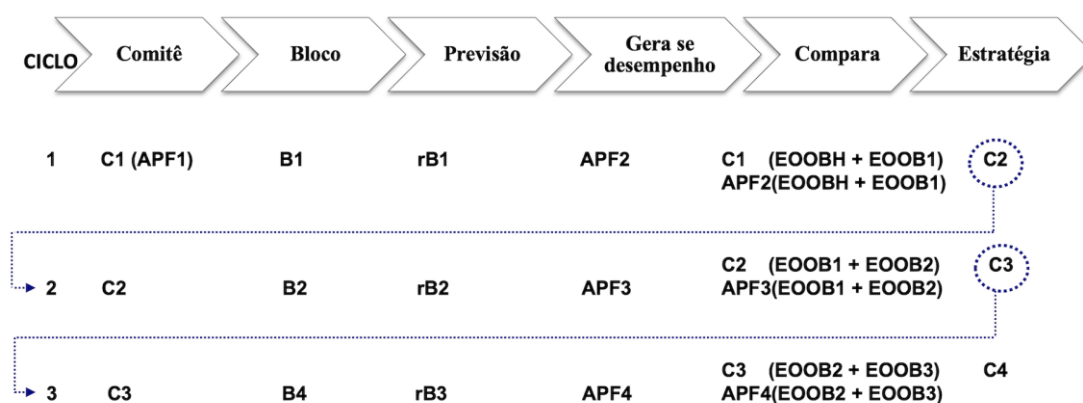 CICLO Comitê Bloco Previsão Gera se desempenho Compara Estratégia
1 C1 (APF1) B1 rB1 APF2 C1 (EOOBH + EOOB1) C2
APF2(EOOBH + EOOB1)
C2 (EOOB1 + EOOB2) C3
2 C2 B2 rB2 APF3 APF3(EOOB1 + EOOB2)
C3 (EOOB2 + EOOB3) C4
3 C3 B4 rB3 APF4 APF4(EOOB2 + EOOB3)